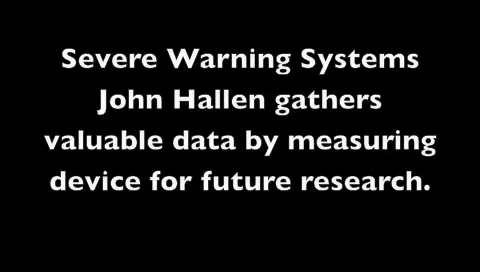 Severe Warning Systems
John Hallen gathers
valuable data by measuring
device for future research.